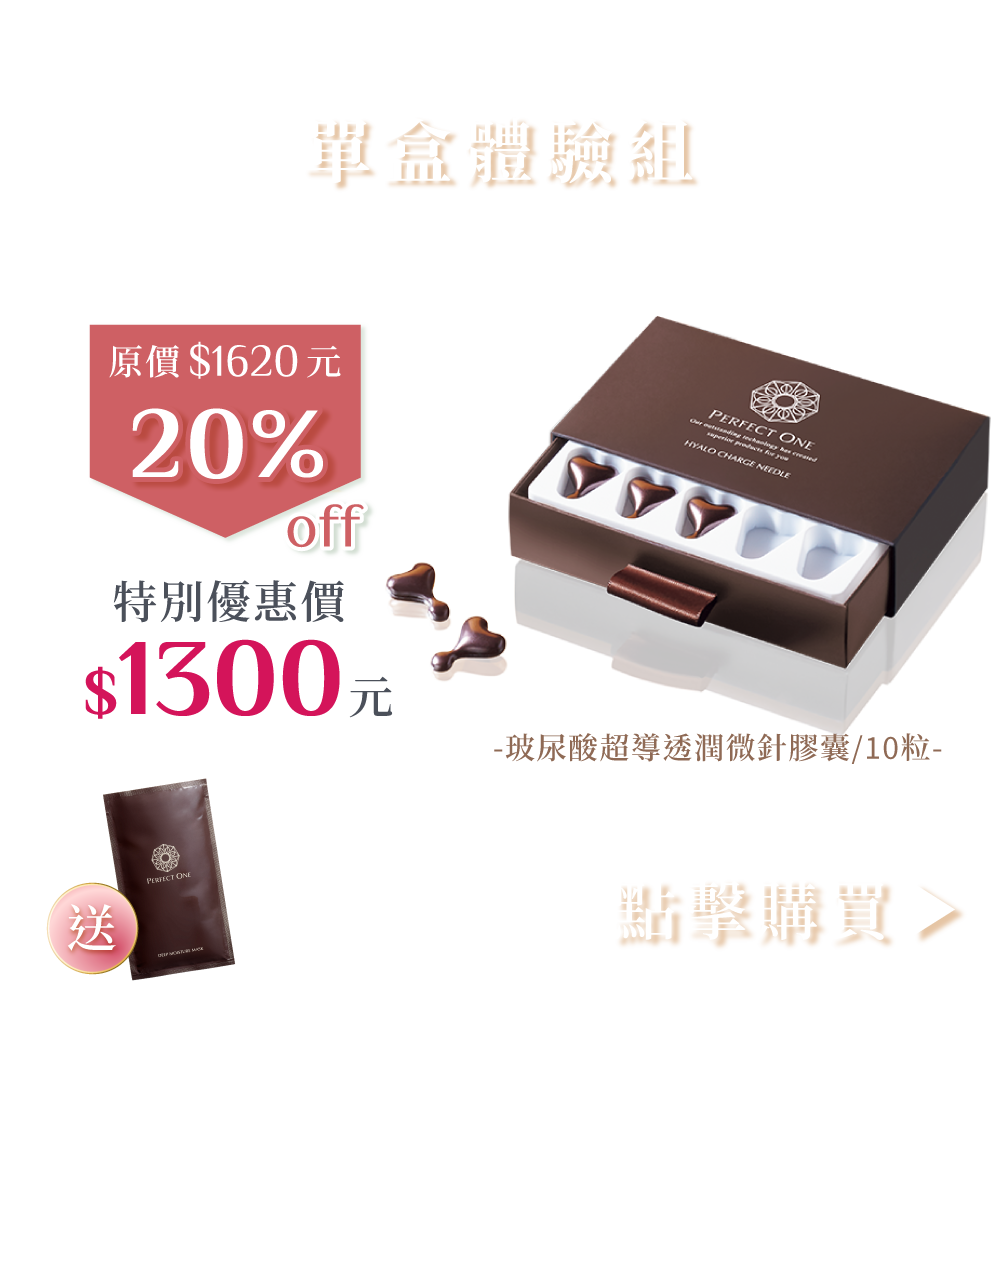 單盒體驗組
原價 $1620 元
20%
off
特別優惠價
$1300元
PERFECT ONE
Our outstanding technology has created
superior products for you
HYALO CHARGE NEEDLE
-玻尿酸超導透潤微針膠囊/10粒-
PERFECT ONE
DEEP MOISTURE MASK
送
點擊購買 >